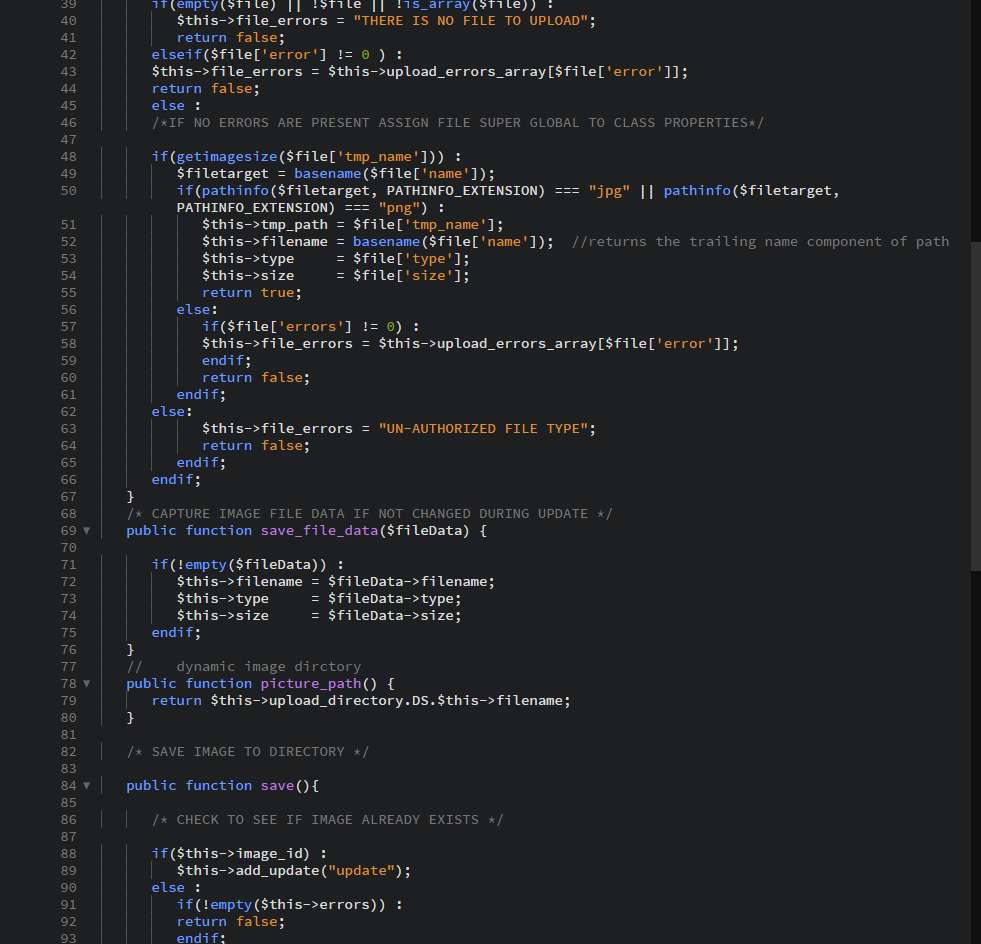 39 if(empty($file) || !$file || !is_array($file)) :
40 $this->file_errors = "THERE IS NO FILE TO UPLOAD";
41 return false;
42 elseif($file['error'] != 0 ) :
43 $this->file_errors = $this->upload_errors_array[$file['error']];
44 return false;
45 else :
46 /*IF NO ERRORS ARE PRESENT ASSIGN FILE SUPER GLOBAL TO CLASS PROPERTIES*/
47
48 if(getimagesize($file['tmp_name'])) :
49 $filetarget = basename($file['name']);
50 if(pathinfo($filetarget, PATHINFO_EXTENSION) === "jpg" || pathinfo($filetarget,
PATHINFO_EXTENSION) === "png") :
51 $this->tmp_path = $file['tmp_name'];
52 $this->filename = basename($file['name']); //returns the trailing name component of path
53 $this->type = $file['type'];
54 $this->size = $file['size'];
55 return true;
56 else:
57 if($file['errors'] != 0) :
58 $this->file_errors = $this->upload_errors_array[$file['error']];
59 endif;
60 return false;
61 endif;
62 else:
63 $this->file_errors = "UN-AUTHORIZED FILE TYPE";
64 return false;
65 endif;
66 endif;
67 }
68 /* CAPTURE IMAGE FILE DATA IF NOT CHANGED DURING UPDATE */
69 public function save_file_data($fileData) {
70
71 if(!empty($fileData)) :
72 $this->filename = $fileData->filename;
73 $this->type = $fileData->type;
74 $this->size = $fileData->size;
75 endif;
76 }
77 // dynamic image dirctory
78 public function picture_path() {
79 return $this->upload_directory.DS.$this->filename;
80 }
81
82 /* SAVE IMAGE TO DIRECTORY */
83
84 public function save(){
85
86 /* CHECK TO SEE IF IMAGE ALREADY EXISTS */
87
88 if($this->image_id) :
89 $this->add_update("update");
90 else :
91 if(!empty($this->errors)) :
92 return false;
93 endif;